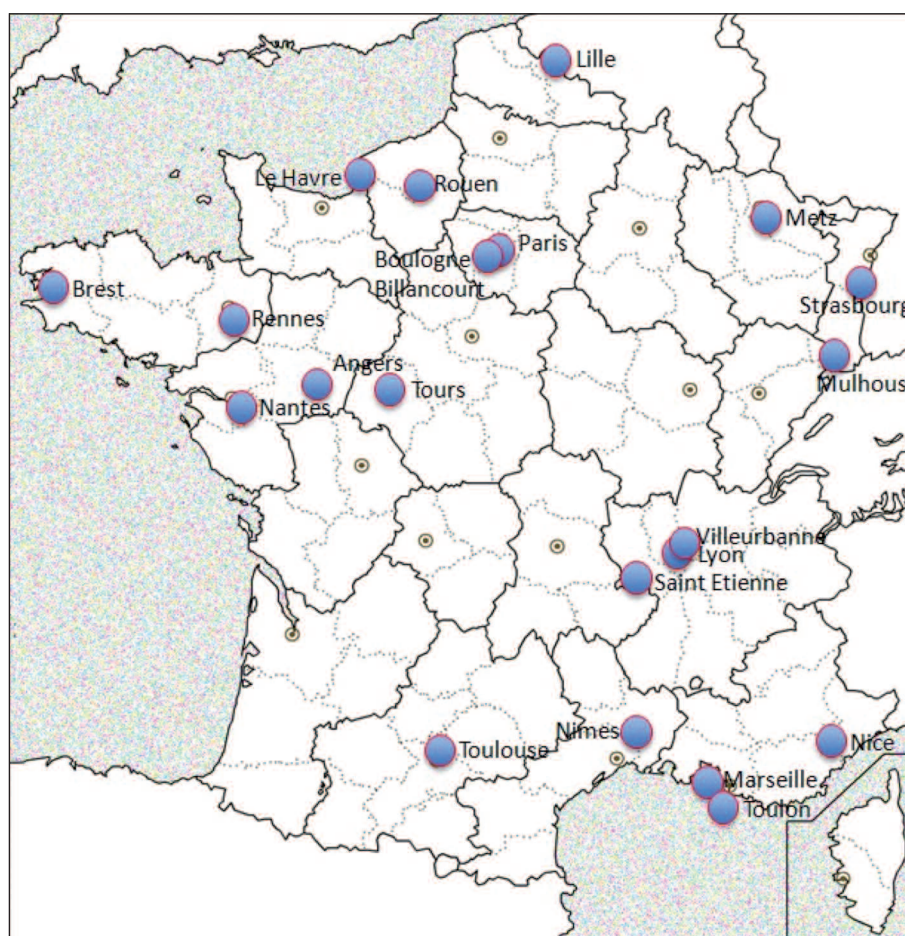 Lille
Le Havre
Rouen
Metz
Paris
Boulogne
Billancourt
Strasbourg
Brest
Rennes
Angers
Mulhous
Tours
Nantes
Villeurbanne
Lyon
Saint Etienne
Nimes
Nice
Toulouse
Marseille
Toulon